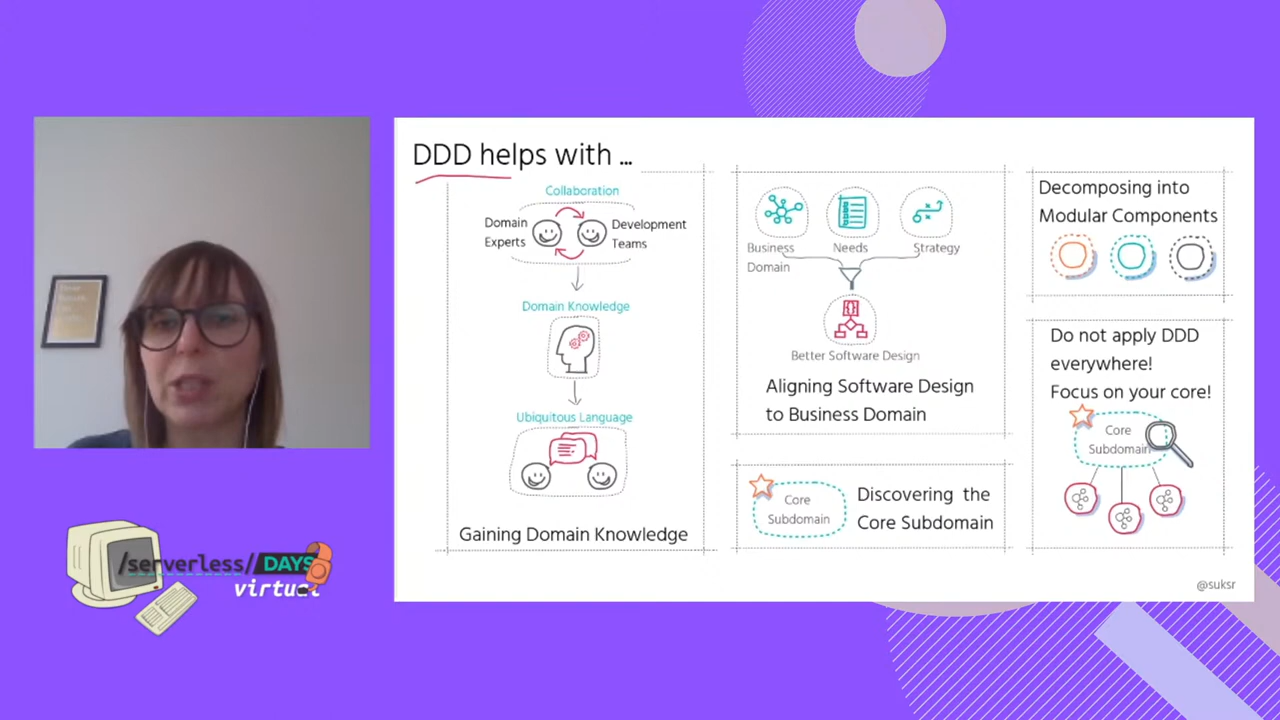 DDD helps with ...
Collaboration
Domain
Experts
Development
Teams
Domain Knowledge
Ubiquitous Language
Gaining Domain Knowledge
Business
Domain
Needs
Strategy
Better Software Design
Aligning Software Design
to Business Domain
Core
Subdomain
Discovering the
Core Subdomain
Decomposing into
Modular Components
Do not apply DDD
everywhere!
Focus on your core!
Core
Subdomain
@suksr
/serverless/DAYS
virtual